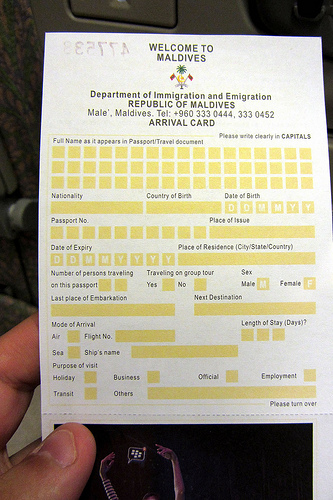 477538
WELCOME TO
MALDIVES
Department of Immigration and Emigration
REPUBLIC OF MALDIVES
Male', Maldives. Tel: +960 333 0444, 333 0452
ARRIVAL CARD
Please write clearly in CAPITALS
Full Name as it appears in Passport/Travel document
Nationality Country of Birth Date of Birth
D D M M Y Y
Passport No. Place of Issue
Date of Expiry Place of Residence (City/State/Country)
D D M M Y Y Y Y
Number of persons traveling Traveling on group tour Sex
on this passport Yes No Male M Female F
Last place of Embarkation Next Destination
Mode of Arrival Length of Stay (Days)?
Air Flight No.
Sea Ship's name
Purpose of visit
Holiday Business Official Employment
Transit Others
Please turn over